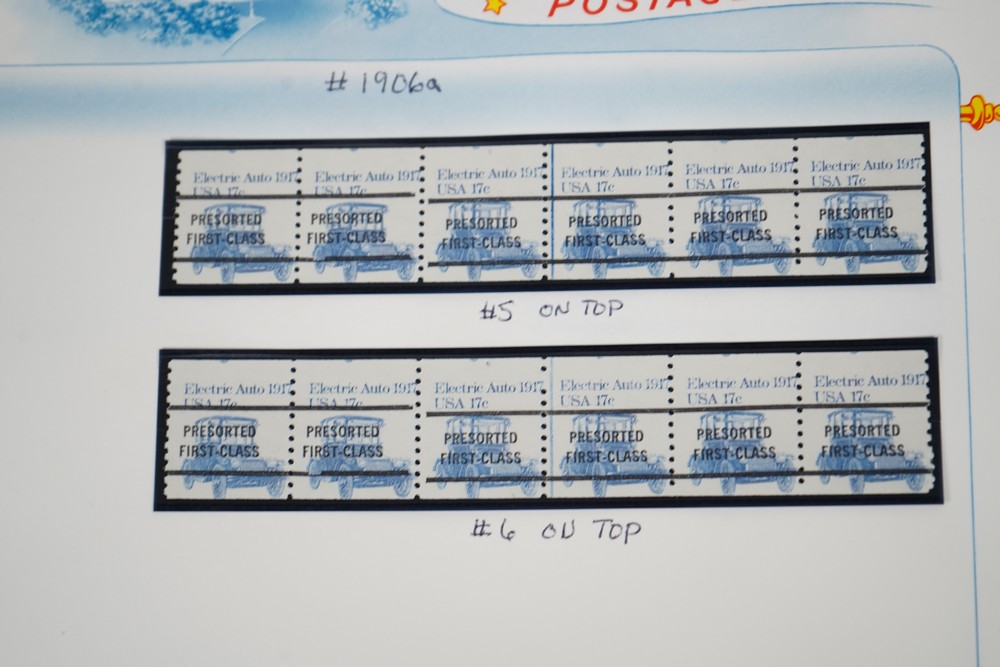 # 1906a
Electric Auto 1917 Electric Auto 1917 Electric Auto 1917 Electric Auto 1917 Electric Auto 1917 Electric Auto 1917
USA 17c USA 17c USA 17c USA 17c USA 17c USA 17c
PRESORTED PRESORTED PRESORTED PRESORTED PRESORTED PRESORTED
FIRST-CLASS FIRST-CLASS FIRST-CLASS FIRST-CLASS FIRST-CLASS FIRST-CLASS
#5 ON TOP
Electric Auto 1917 Electric Auto 1917 Electric Auto 1917 Electric Auto 1917 Electric Auto 1917 Electric Auto 1917
USA 17c USA 17c USA 17c USA 17c USA 17c USA 17c
PRESORTED PRESORTED PRESORTED PRESORTED PRESORTED PRESORTED
FIRST-CLASS FIRST-CLASS FIRST-CLASS FIRST-CLASS FIRST-CLASS FIRST-CLASS
#6 ON TOP